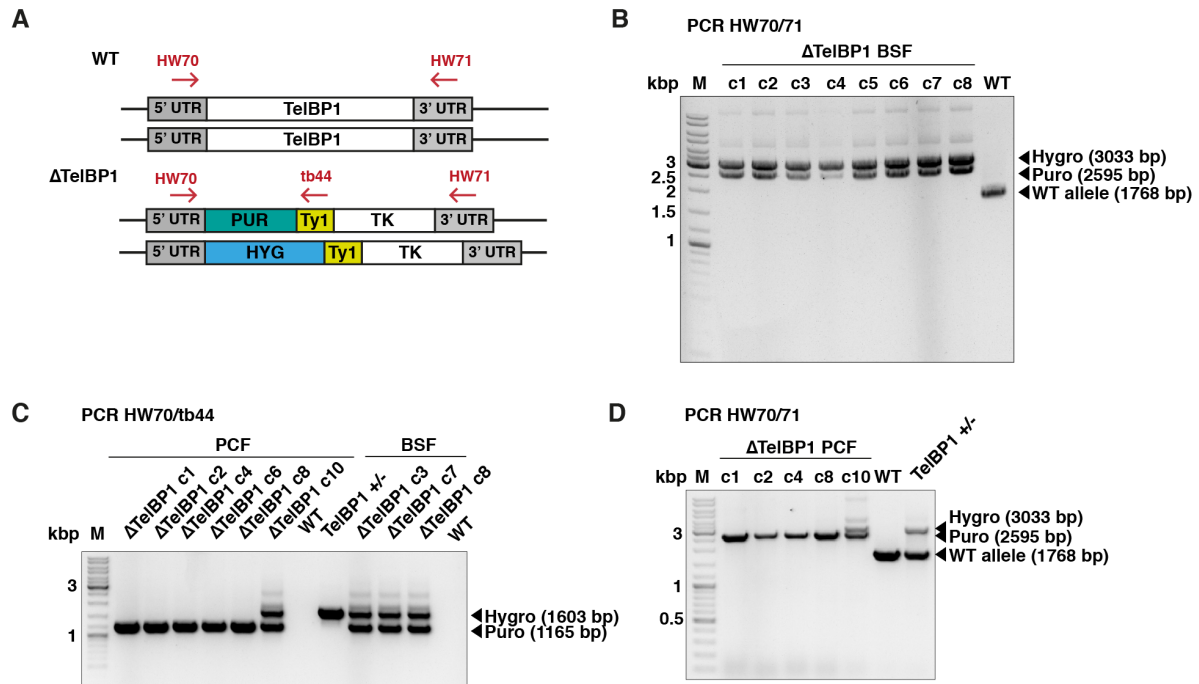 A
WT
HW70
HW71
5’ UTR TelBP1 3’ UTR
5’ UTR TelBP1 3’ UTR
ΔTelBP1
HW70
tb44
HW71
5’ UTR PUR Ty1 TK 3’ UTR
5’ UTR HYG Ty1 TK 3’ UTR
B
PCR HW70/71
ΔTelBP1 BSF
kbp M c1 c2 c3 c4 c5 c6 c7 c8 WT
3
2.5
2
1.5
1
Hygro (3033 bp)
Puro (2595 bp)
WT allele (1768 bp)
C
PCR HW70/tb44
PCF
BSF
kbp M
ΔTelBP1 c1
ΔTelBP1 c2
ΔTelBP1 c4
ΔTelBP1 c6
ΔTelBP1 c8
ΔTelBP1 c10
WT
TelBP1 +/-
ΔTelBP1 c3
ΔTelBP1 c7
ΔTelBP1 c8
WT
3
1
Hygro (1603 bp)
Puro (1165 bp)
D
PCR HW70/71
ΔTelBP1 PCF
kbp M c1 c2 c4 c8 c10 WT
TelBP1 +/-
3
1
0.5
Hygro (3033 bp)
Puro (2595 bp)
WT allele (1768 bp)